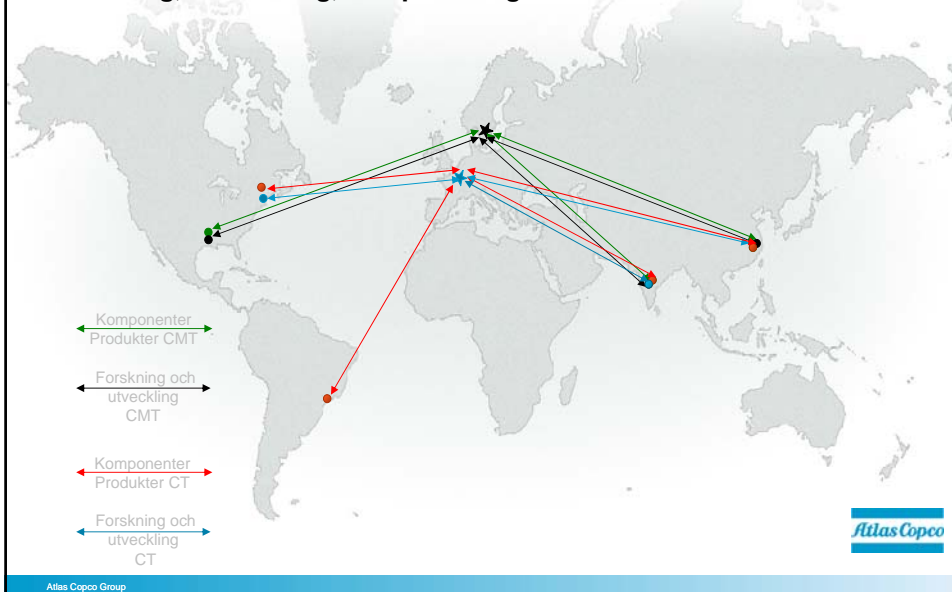 Komponenter
Produkter CMT
Forskning och
utveckling
CMT
Komponenter
Produkter CT
Forskning och
utveckling
CT
Atlas Copco
Atlas Copco Group